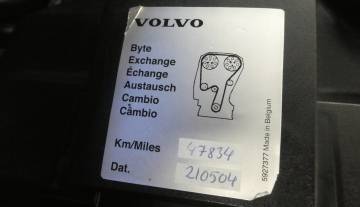 VOLVO
Byte
Exchange
Échange
Austausch
Cambio
Câmbio
Km/Miles 47834
Dat. 210504
5927377 Made in Belgium